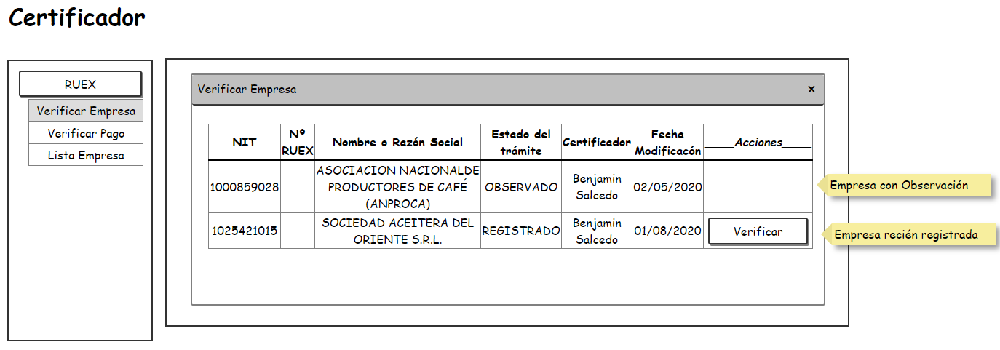 Certificador
RUEX
Verificar Empresa
Verificar Pago
Lista Empresa
Verificar Empresa ×
NIT
Nº
RUEX
Nombre o Razón Social
Estado del
trámite
Certificador
Fecha
Modificacón
____Acciones____
1000859028
ASOCIACION NACIONALDE
PRODUCTORES DE CAFÉ
(ANPROCA)
OBSERVADO
Benjamin
Salcedo
02/05/2020
Empresa con Observación
1025421015
SOCIEDAD ACEITERA DEL
ORIENTE S.R.L.
REGISTRADO
Benjamin
Salcedo
01/08/2020
Verificar
Empresa recién registrada